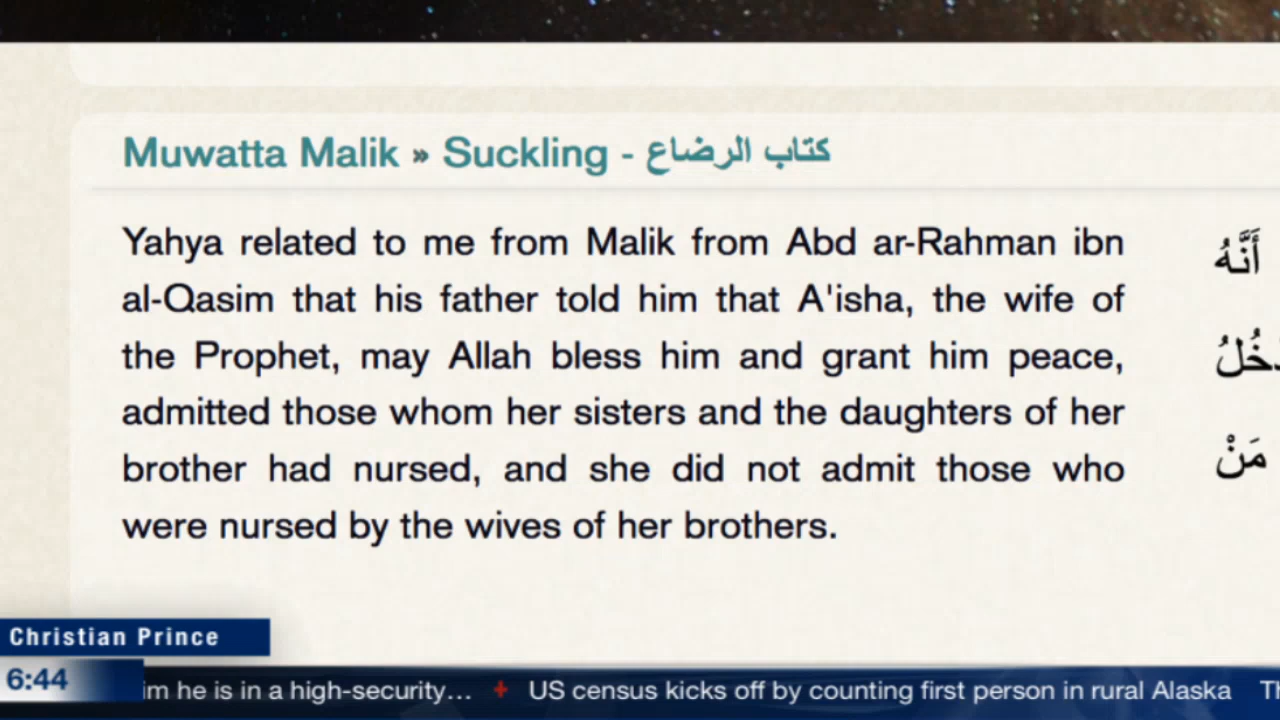 Muwatta Malik » Suckling - كتاب الرضاع
Yahya related to me from Malik from Abd ar-Rahman ibn
al-Qasim that his father told him that A'isha, the wife of
the Prophet, may Allah bless him and grant him peace,
admitted those whom her sisters and the daughters of her
brother had nursed, and she did not admit those who
were nursed by the wives of her brothers.
أَنَّهُ
مَنْ
Christian Prince
6:44
im he is in a high-security... + US census kicks off by counting first person in rural Alaska